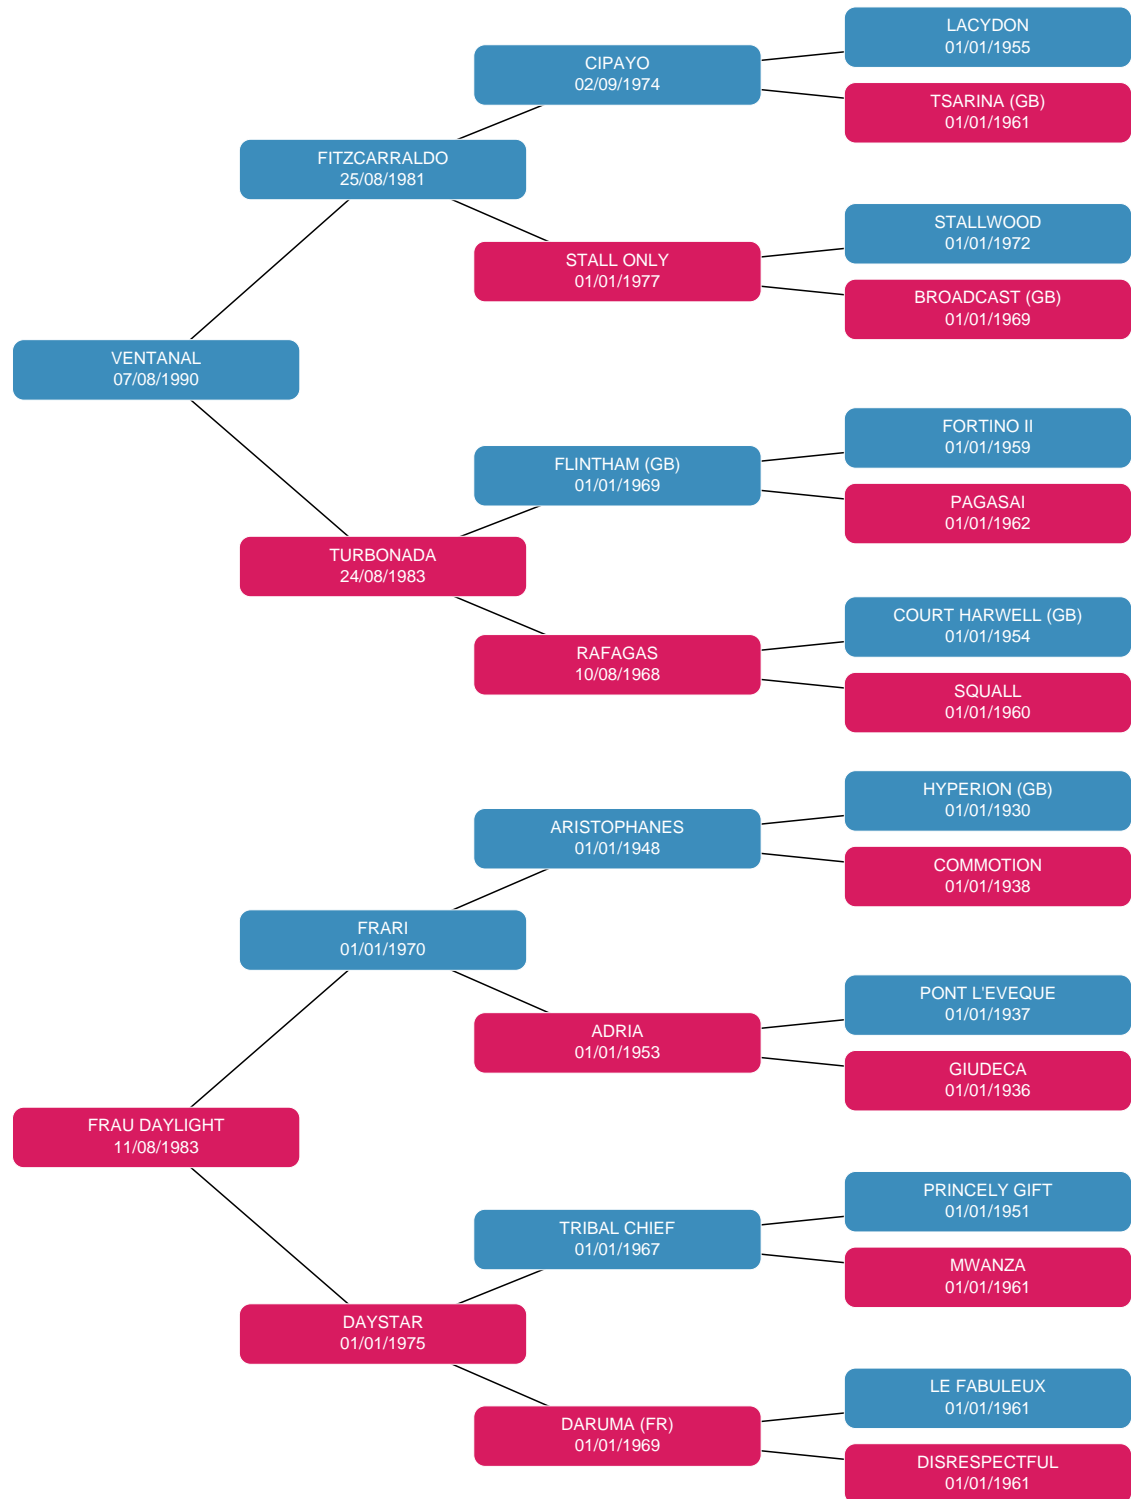 LACYDON
01/01/1955
CIPAYO
02/09/1974
TSARINA (GB)
01/01/1961
FITZCARRALDO
25/08/1981
STALLWOOD
01/01/1972
STALL ONLY
01/01/1977
BROADCAST (GB)
01/01/1969
VENTANAL
07/08/1990
FORTINO II
01/01/1959
FLINTHAM (GB)
01/01/1969
PAGASAI
01/01/1962
TURBONADA
24/08/1983
COURT HARWELL (GB)
01/01/1954
RAFAGAS
10/08/1968
SQUALL
01/01/1960
HYPERION (GB)
01/01/1930
ARISTOPHANES
01/01/1948
COMMOTION
01/01/1938
FRARI
01/01/1970
PONT L'EVEQUE
01/01/1937
ADRIA
01/01/1953
GIUDECA
01/01/1936
FRAU DAYLIGHT
11/08/1983
PRINCELY GIFT
01/01/1951
TRIBAL CHIEF
01/01/1967
MWANZA
01/01/1961
DAYSTAR
01/01/1975
LE FABULEUX
01/01/1961
DARUMA (FR)
01/01/1969
DISRESPECTFUL
01/01/1961